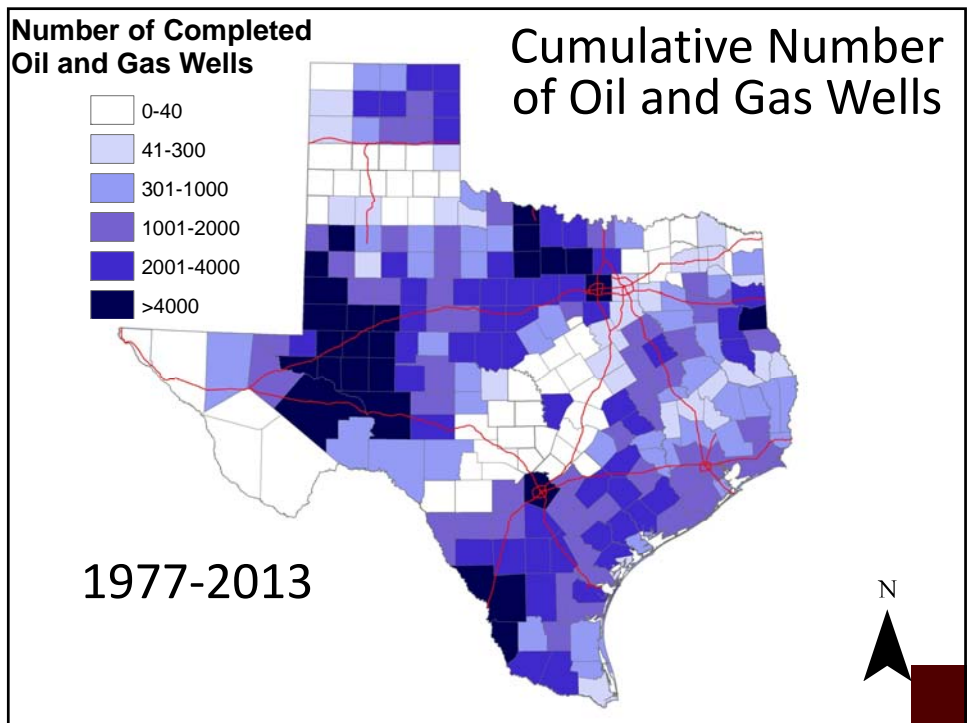 Number of Completed
Oil and Gas Wells
0-40
41-300
301-1000
1001-2000
2001-4000
>4000
Cumulative Number
of Oil and Gas Wells
1977-2013
N